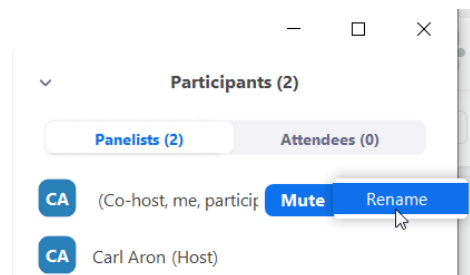 Participants (2)
Panelists (2) Attendees (0)
CA (Co-host, me, particip Mute Rename
CA Carl Aron (Host)